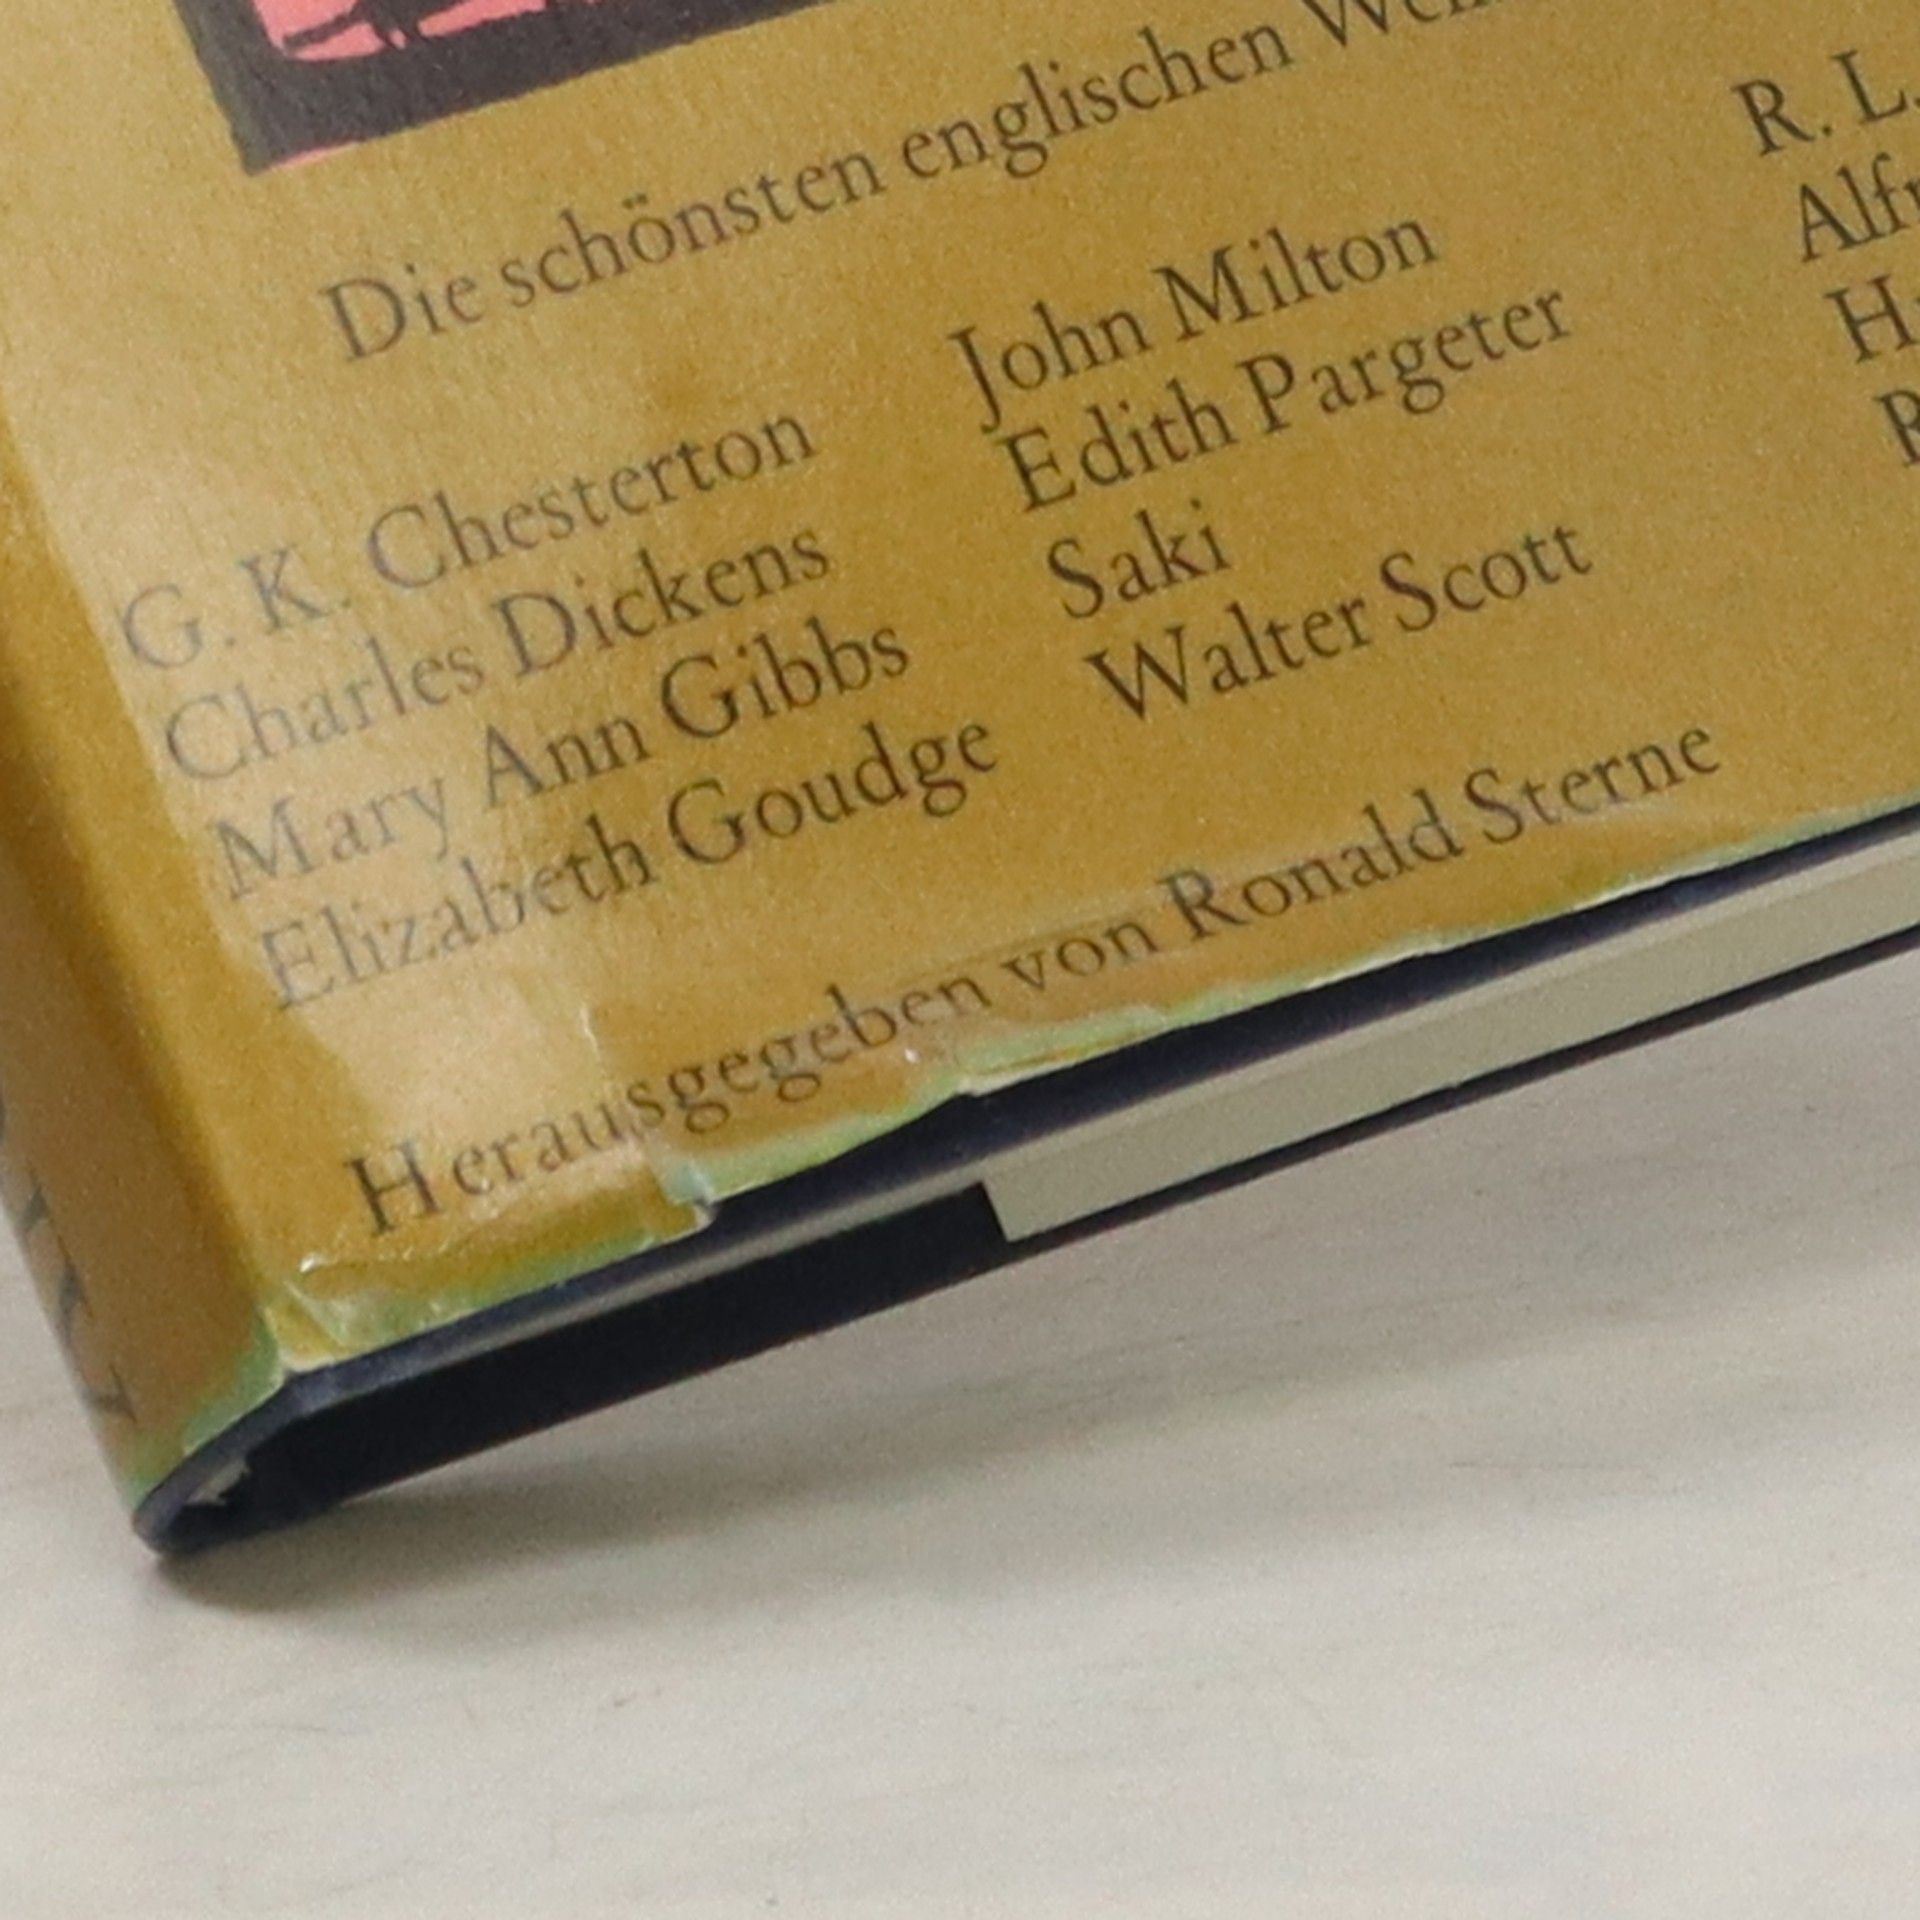 Die schönsten englischen
G. K. Chesterton
Charles Dickens
Mary Ann Gibbs
Elizabeth Goudge
John Milton
Edith Pargeter
Saki
Walter Scott
R. L.
Herausgegeben von Ronald Sterne